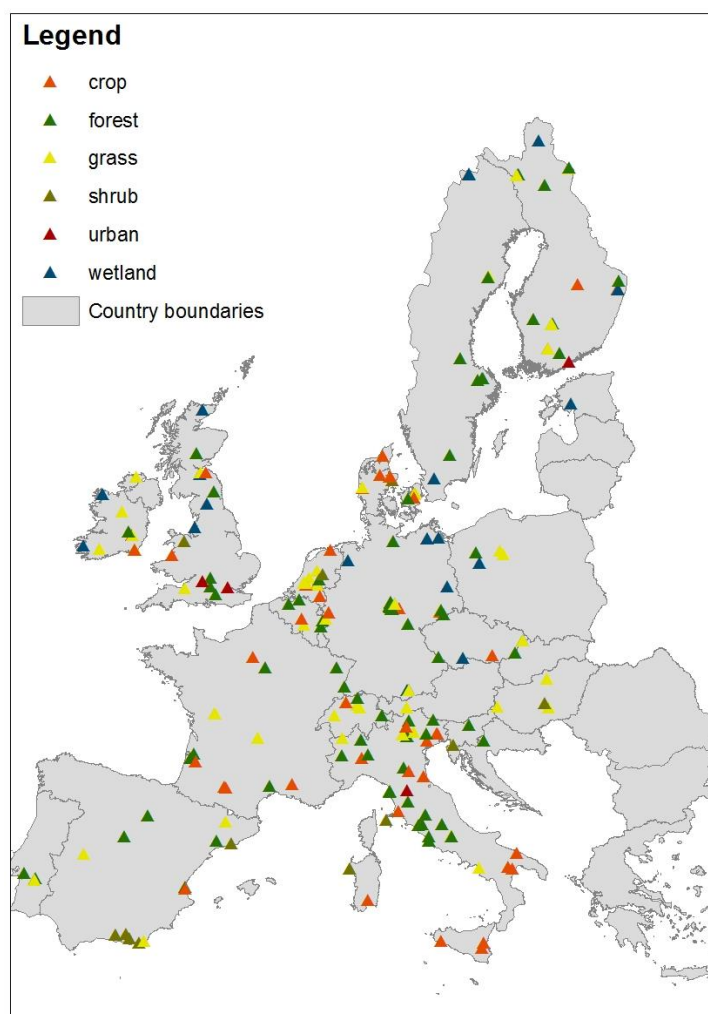 Legend
crop
forest
grass
shrub
urban
wetland
Country boundaries